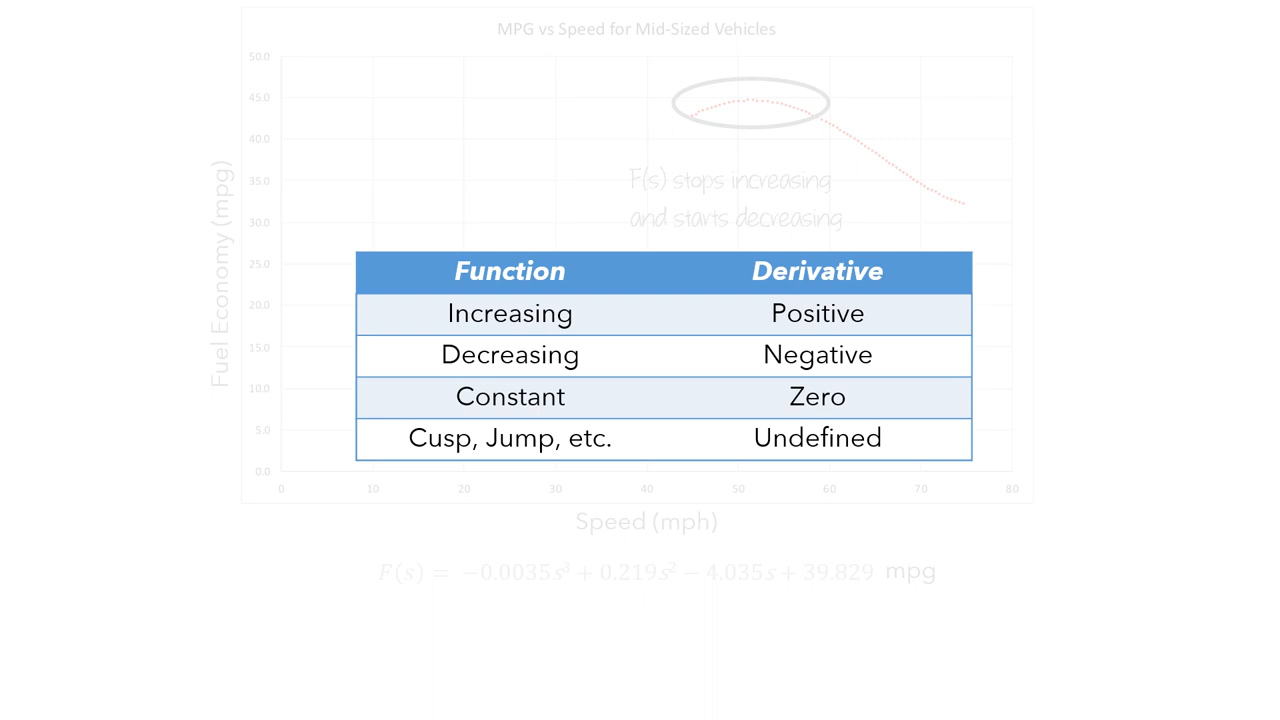 MPG vs Speed for Mid-Sized Vehicles
50.0
45.0
40.0
35.0
30.0
25.0
20.0
15.0
10.0
5.0
0.0
Fuel Economy (mpg)
F(s) stops increasing
and starts decreasing
Function Derivative
Increasing Positive
Decreasing Negative
Constant Zero
Cusp, Jump, etc. Undefined
0 10 20 30 40 50 60 70 80
Speed (mph)
F(s) = −0.0035s³ + 0.219s² − 4.035s + 39.829 mpg